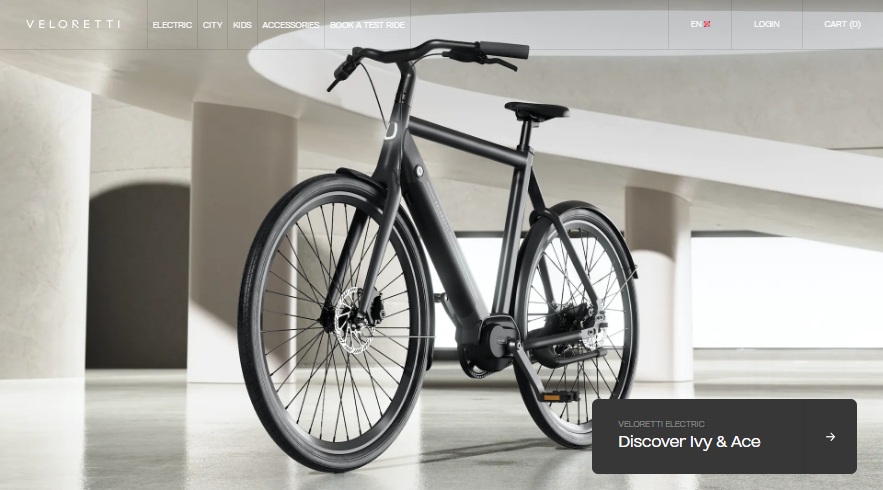 VELORETTI
ELECTRIC
CITY
KIDS
ACCESSORIES
BOOK A TEST RIDE
EN
LOGIN
CART (0)
VELORETTI ELECTRIC
Discover Ivy & Ace
→